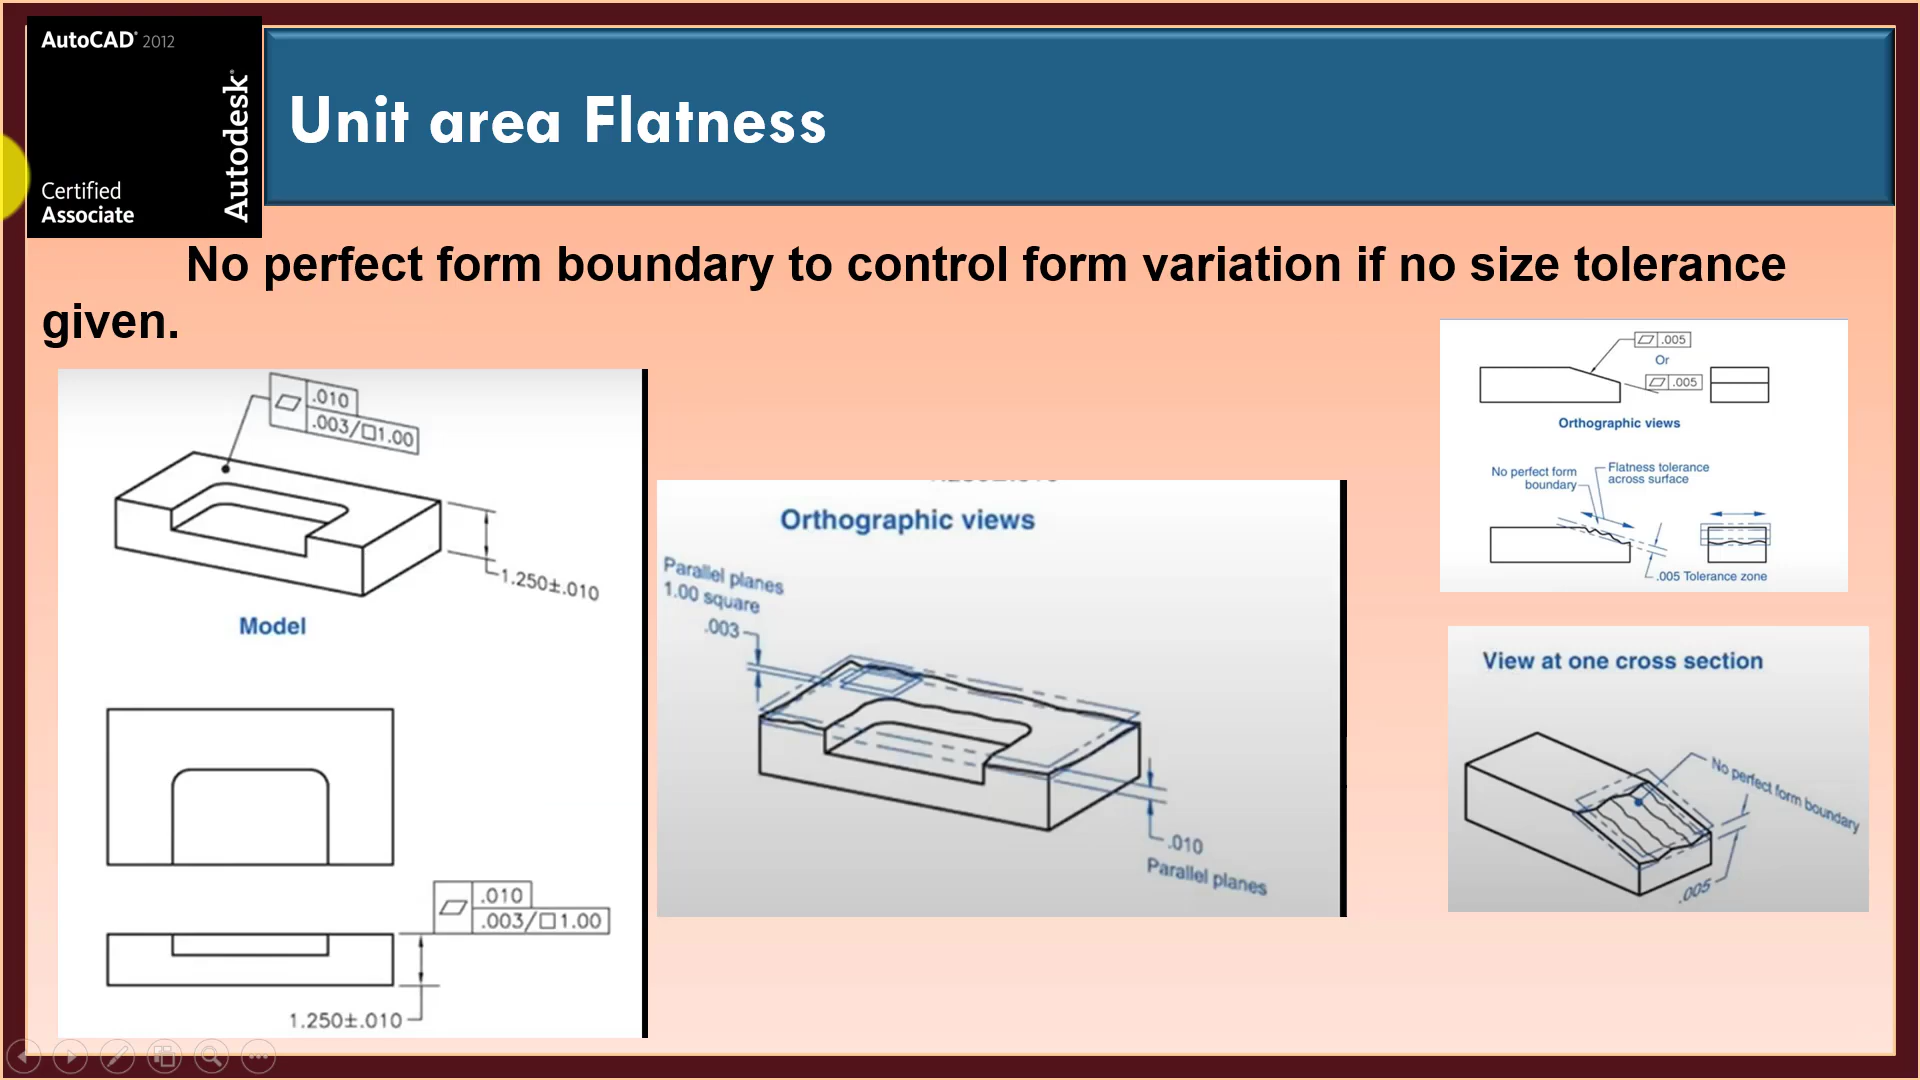 AutoCAD® 2012
Autodesk®
Certified
Associate
Unit area Flatness
No perfect form boundary to control form variation if no size tolerance
given.
.010
.003/□1.00
1.250±.010
Model
.010
.003/□1.00
1.250±.010
Orthographic views
Parallel planes
1.00 square
.003
.010
Parallel planes
.005
Or
.005
Orthographic views
No perfect form
boundary
Flatness tolerance
across surface
.005 Tolerance zone
View at one cross section
No perfect form boundary
.005